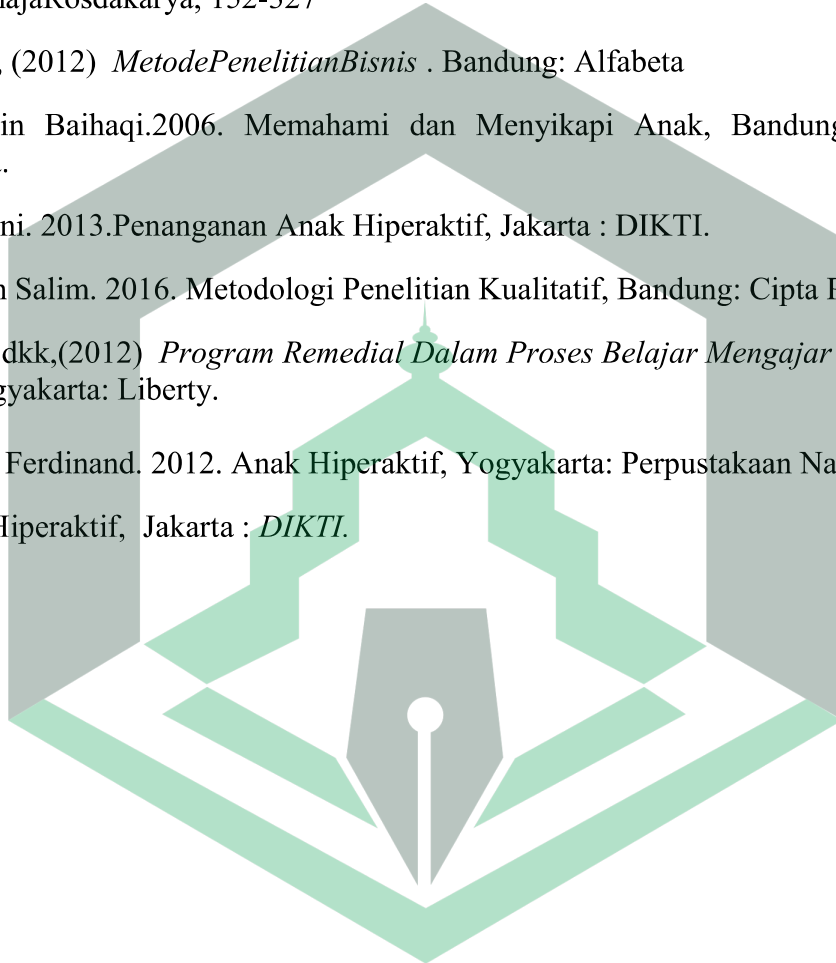 ajaRosdakarya, 152-327
, (2012) MetodePenelitianBisnis . Bandung: Alfabeta
in Baihaqi.2006. Memahami dan Menyikapi Anak, Bandung
.
ni. 2013.Penanganan Anak Hiperaktif, Jakarta : DIKTI.
Salim. 2016. Metodologi Penelitian Kualitatif, Bandung: Cipta
dkk,(2012) Program Remedial Dalam Proses Belajar Mengajar
gyakarta: Liberty.
Ferdinand. 2012. Anak Hiperaktif, Yogyakarta: Perpustakaan Na
Hiperaktif, Jakarta : DIKTI.